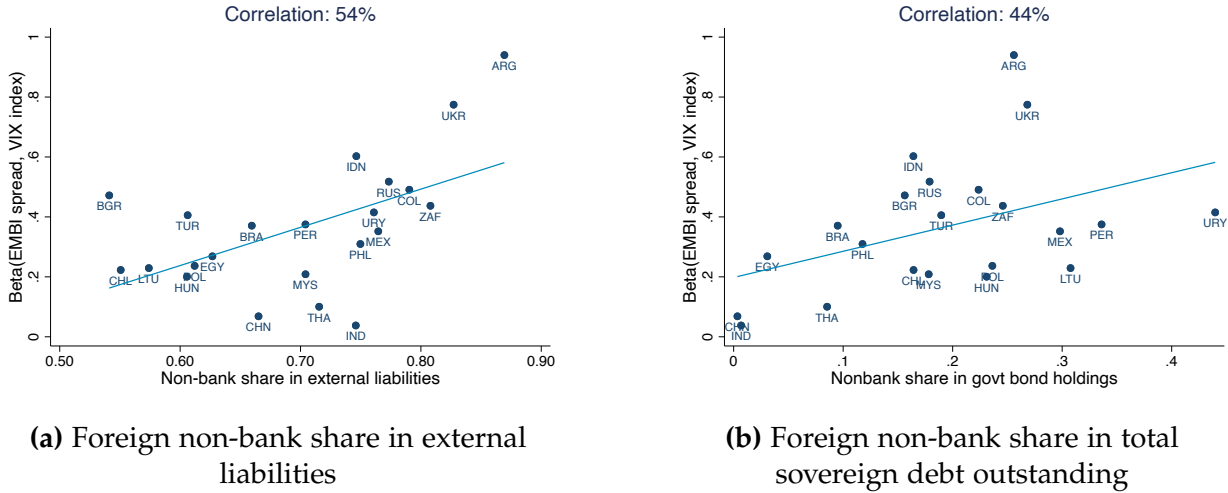 Correlation: 54%
Beta(EMBI spread, VIX index)
1
.8
.6
.4
.2
0
ARG
UKR
IDN
RUS
COL
BGR
ZAF
TUR
URY
BRA
PER
MEX
PHL
EGY
CHL
LTU
POL
HUN
MYS
CHN
THA
IND
0.50
0.60
0.70
0.80
0.90
Non-bank share in external liabilities
(a) Foreign non-bank share in external
liabilities
Correlation: 44%
Beta(EMBI spread, VIX index)
1
.8
.6
.4
.2
0
ARG
UKR
IDN
RUS
BGR
COL
ZAF
TUR
URY
BRA
PER
MEX
PHL
EGY
CHL
MYS
POL
HUN
LTU
THA
CHN
IND
0
.1
.2
.3
.4
Nonbank share in govt bond holdings
(b) Foreign non-bank share in total
sovereign debt outstanding